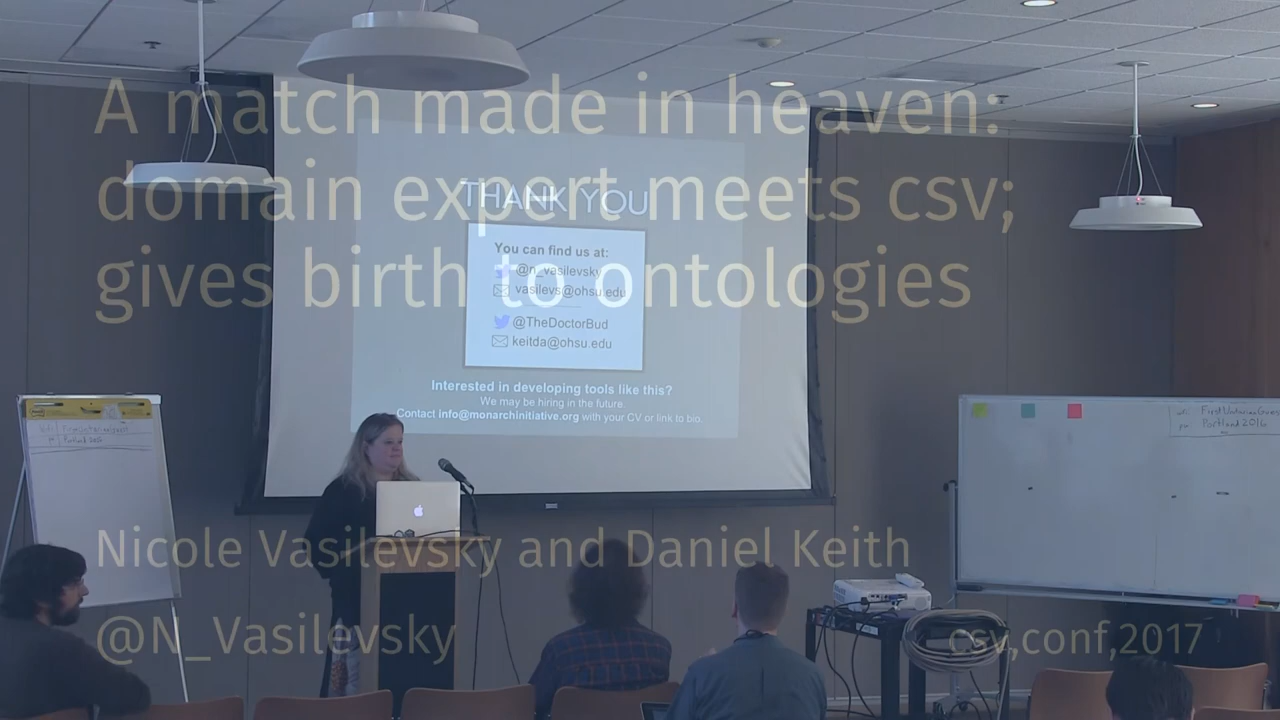 A match made in heaven:
domain expert meets csv;
gives birth to ontologies
THANK YOU
You can find us at:
@n_vasilevsky
vasilevs@ohsu.edu
@TheDoctorBud
keitda@ohsu.edu
Interested in developing tools like this?
We may be hiring in the future.
Contact info@monarchinitiative.org with your CV or link to bio.
Portland 2016
Nicole Vasilevsky and Daniel Keith
@N_Vasilevsky
csv,conf,2017